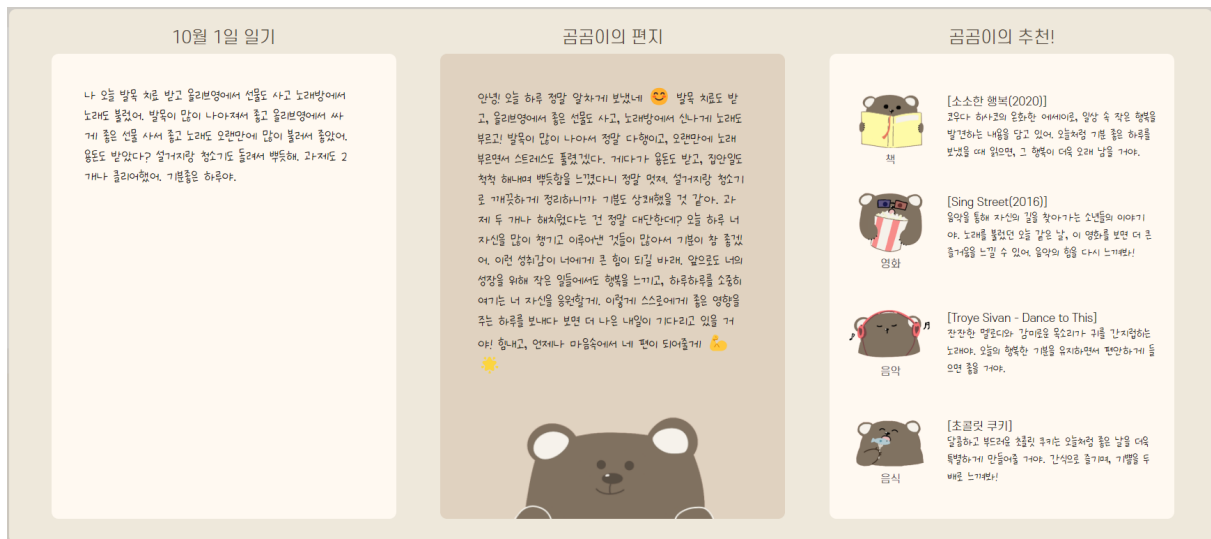 10월 1일 일기
나 오늘 발목 치료 받고 올리브영에서 선물도 사고 노래방에서
노래도 불렀어. 발목이 많이 나아져서 좋고 올리브영에서 싸
게 좋은 선물 사서 좋고 노래도 오랜만에 많이 불러서 좋았어.
용돈도 받았다? 설거지랑 청소기도 돌려서 뿌듯해. 과제도 2
개나 클리어했어. 기분좋은 하루야.
곰곰이의 편지
안녕! 오늘 하루 정말 알차게 보냈네 😊 발목 치료도 받
고, 올리브영에서 좋은 선물도 사고, 노래방에서 신나게 노래도
부르고! 발목이 많이 나아서 정말 다행이고, 오랜만에 노래
부르면서 스트레스도 풀렸겠다. 게다가 용돈도 받고, 집안일도
척척 해내며 뿌듯함을 느꼈다니 정말 멋져. 설거지랑 청소기
로 깨끗하게 정리하니까 기분도 상쾌했을 것 같아. 과
제 두 개나 해치웠다는 건 정말 대단한데? 오늘 하루 너
자신을 많이 챙기고 이루어낸 것들이 많아서 기분이 참 좋겠
어. 이런 성취감이 너에게 큰 힘이 되길 바래. 앞으로도 너의
성장을 위해 작은 일들에서도 행복을 느끼고, 하루하루를 소중히
여기는 너 자신을 응원할게. 이렇게 스스로에게 좋은 영향을
주는 하루를 보내다 보면 더 나은 내일이 기다리고 있을 거
야! 힘내고, 언제나 마음속에서 네 편이 되어줄게 💪
🌟
곰곰이의 추천!
책
[소소한 행복(2020)]
코우다 히사코의 온화한 에세이로, 일상 속 작은 행복을
발견하는 내용을 담고 있어. 오늘처럼 기분 좋은 하루를
보냈을 때 읽으면, 그 행복이 더욱 오래 남을 거야.
영화
[Sing Street(2016)]
음악을 통해 자신의 길을 찾아가는 소년들의 이야기
야. 노래를 불렀던 오늘 같은 날, 이 영화를 보면 더 큰
즐거움을 느낄 수 있어. 음악의 힘을 다시 느껴봐!
음악
[Troye Sivan - Dance to This]
잔잔한 멜로디와 감미로운 목소리가 귀를 간지럽히는
노래야. 오늘의 행복한 기분을 유지하면서 편안하게 들
으면 좋을 거야.
음식
[초콜릿 쿠키]
달콤하고 부드러운 초콜릿 쿠키는 오늘처럼 좋은 날을 더욱
특별하게 만들어줄 거야. 간식으로 즐기며, 기쁨을 두
배로 느껴봐!